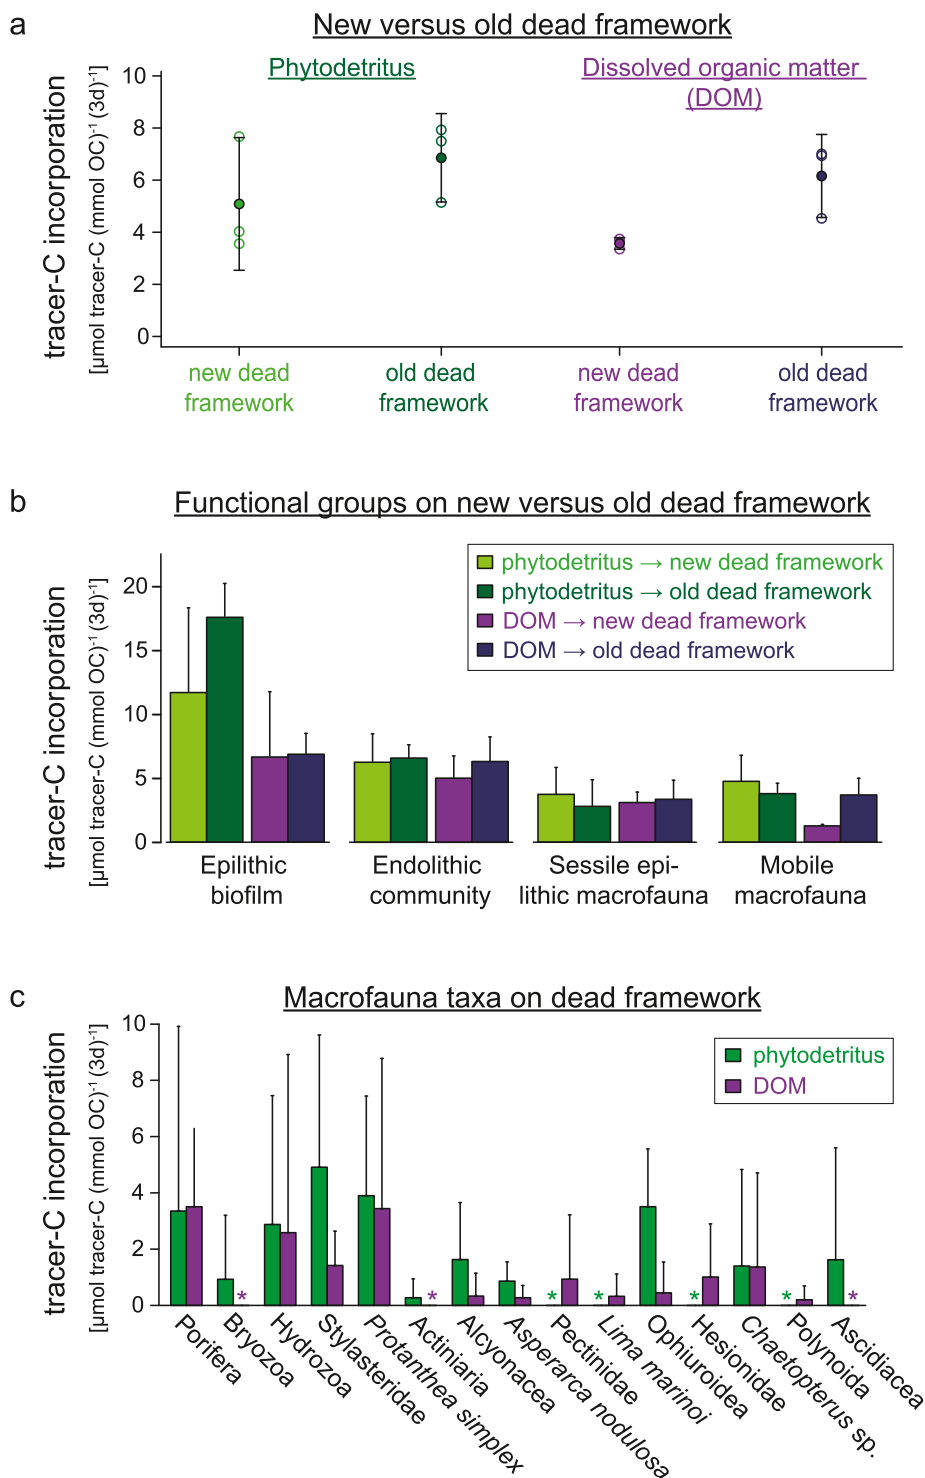 a
New versus old dead framework
Phytodetritus
Dissolved organic matter
(DOM)
tracer-C incorporation
[µmol tracer-C (mmol OC)⁻¹ (3d)⁻¹]
10
8
6
4
2
0
new dead
framework
old dead
framework
new dead
framework
old dead
framework
b
Functional groups on new versus old dead framework
phytodetritus → new dead framework
phytodetritus → old dead framework
DOM → new dead framework
DOM → old dead framework
tracer-C incorporation
[µmol tracer-C (mmol OC)⁻¹ (3d)⁻¹]
20
15
10
5
0
Epilithic
biofilm
Endolithic
community
Sessile epi-
lithic macrofauna
Mobile
macrofauna
c
Macrofauna taxa on dead framework
phytodetritus
DOM
tracer-C incorporation
[µmol tracer-C (mmol OC)⁻¹ (3d)⁻¹]
10
8
6
4
2
0
*
*
*
*
*
*
*
Porifera
Bryozoa
Hydrozoa
Stylasteridae
Protanthea simplex
Actiniaria
Alcyonacea
Asperarca nodulosa
Pectinidae
Lima marinoi
Ophiuroidea
Hesionidae
Chaetopterus sp.
Polynoida
Ascidiacea